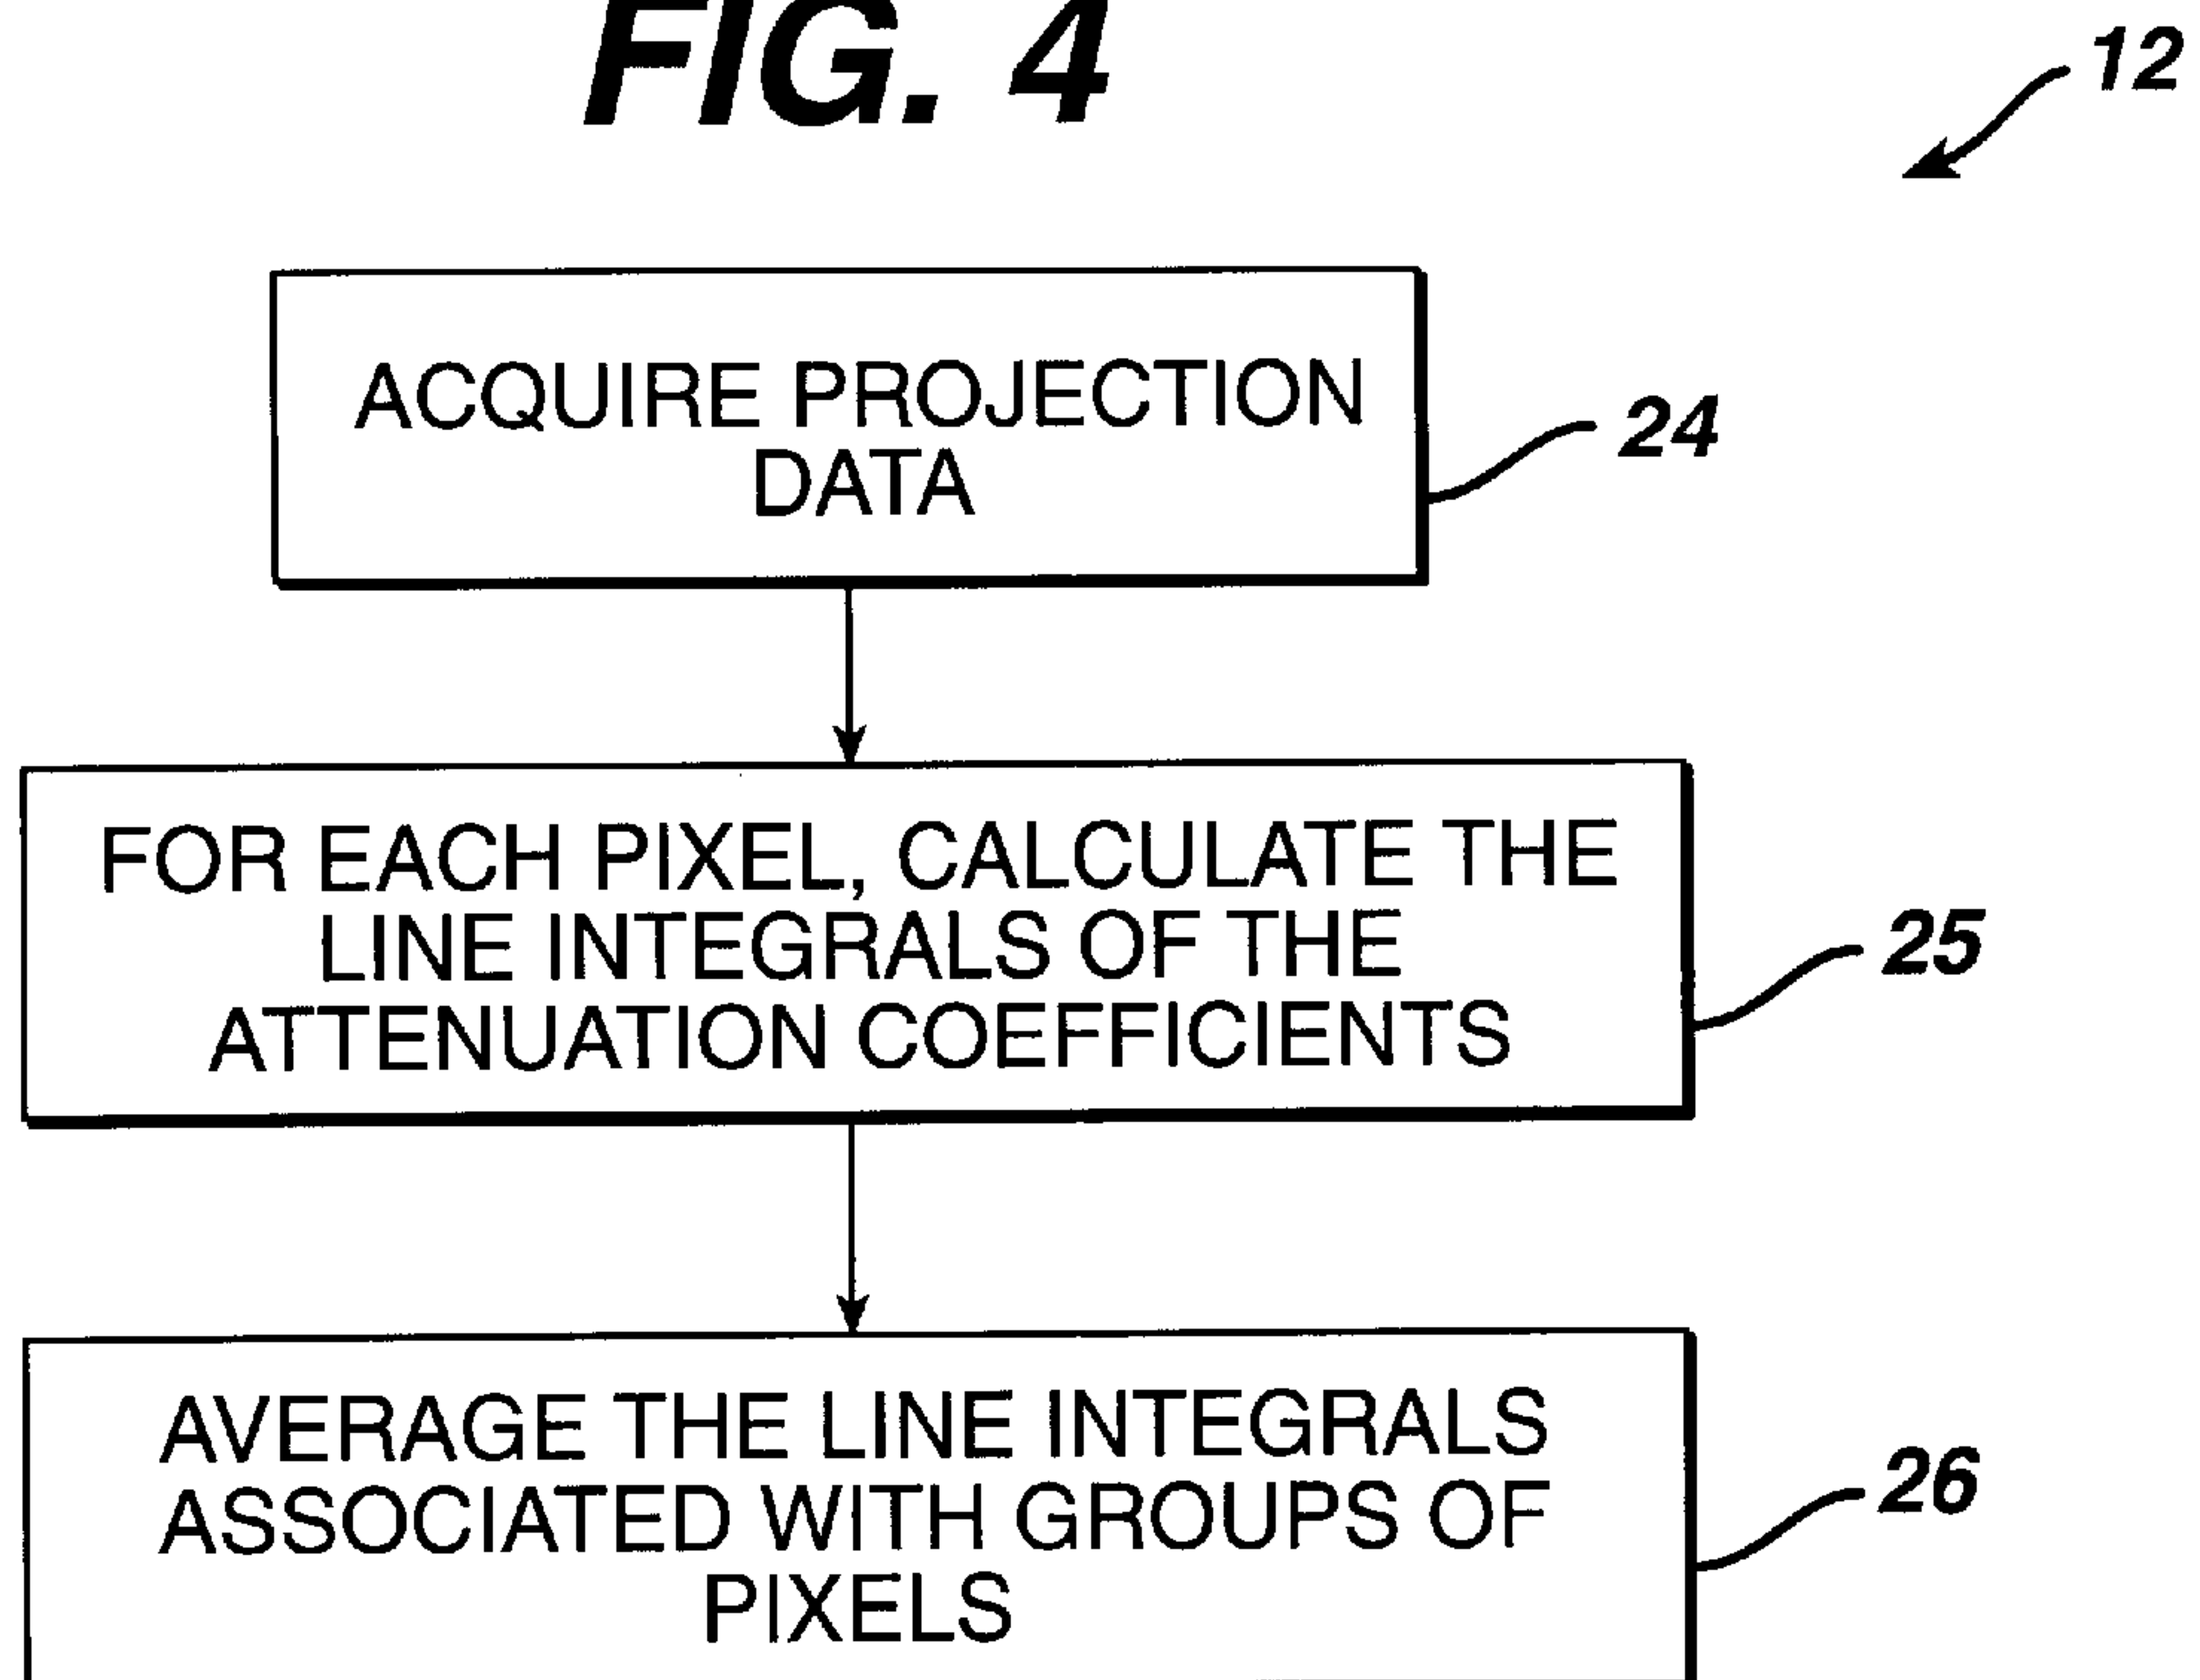 FIG. 4
12
ACQUIRE PROJECTION
DATA
24
FOR EACH PIXEL, CALCULATE THE
LINE INTEGRALS OF THE
ATTENUATION COEFFICIENTS
25
AVERAGE THE LINE INTEGRALS
ASSOCIATED WITH GROUPS OF
PIXELS
26